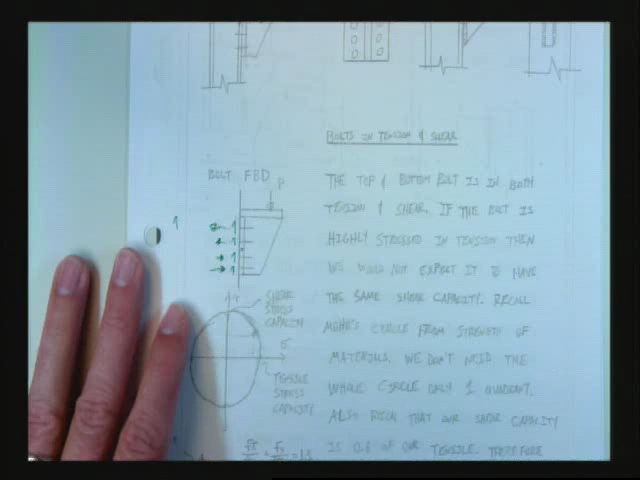 BOLTS IN TENSION & SHEAR
BOLT FBD
P
THE TOP & BOTTOM BOLT IS IN BOTH
TENSION & SHEAR. IF THE BOLT IS
HIGHLY STRESSED IN TENSION THEN
WE WOULD NOT EXPECT IT TO HAVE
THE SAME SHEAR CAPACITY. RECALL
MOHR'S CIRCLE FROM STRENGTH OF
MATERIALS. WE DON'T NEED THE
WHOLE CIRCLE ONLY 1 QUADRANT.
ALSO RECALL THAT OUR SHEAR CAPACITY
IS 0.6 OF OUR TENSILE. THEREFORE
SHEAR
STRESS
CAPACITY
TENSILE
STRESS
CAPACITY